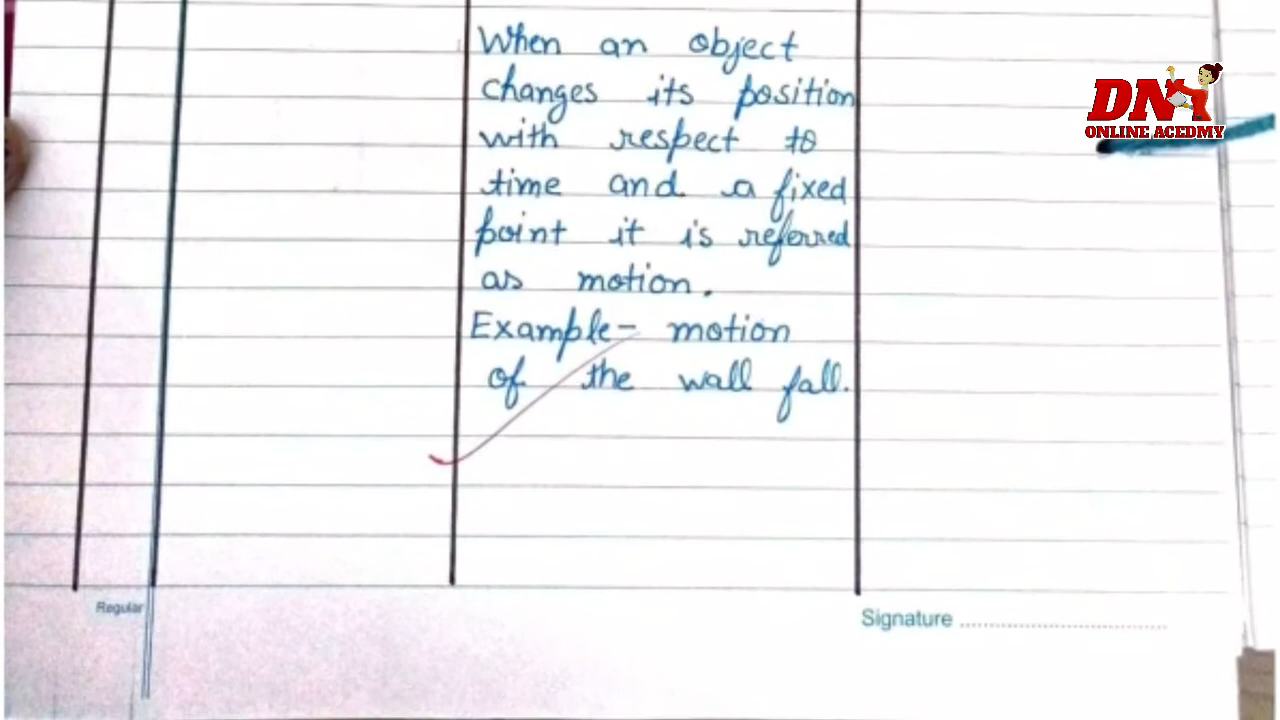 When an object
changes its position
with respect to
time and a fixed
point it is referred
as motion.
Example- motion
of the wall fall.
DNA
ONLINE ACEDMY
Regular
Signature ................................